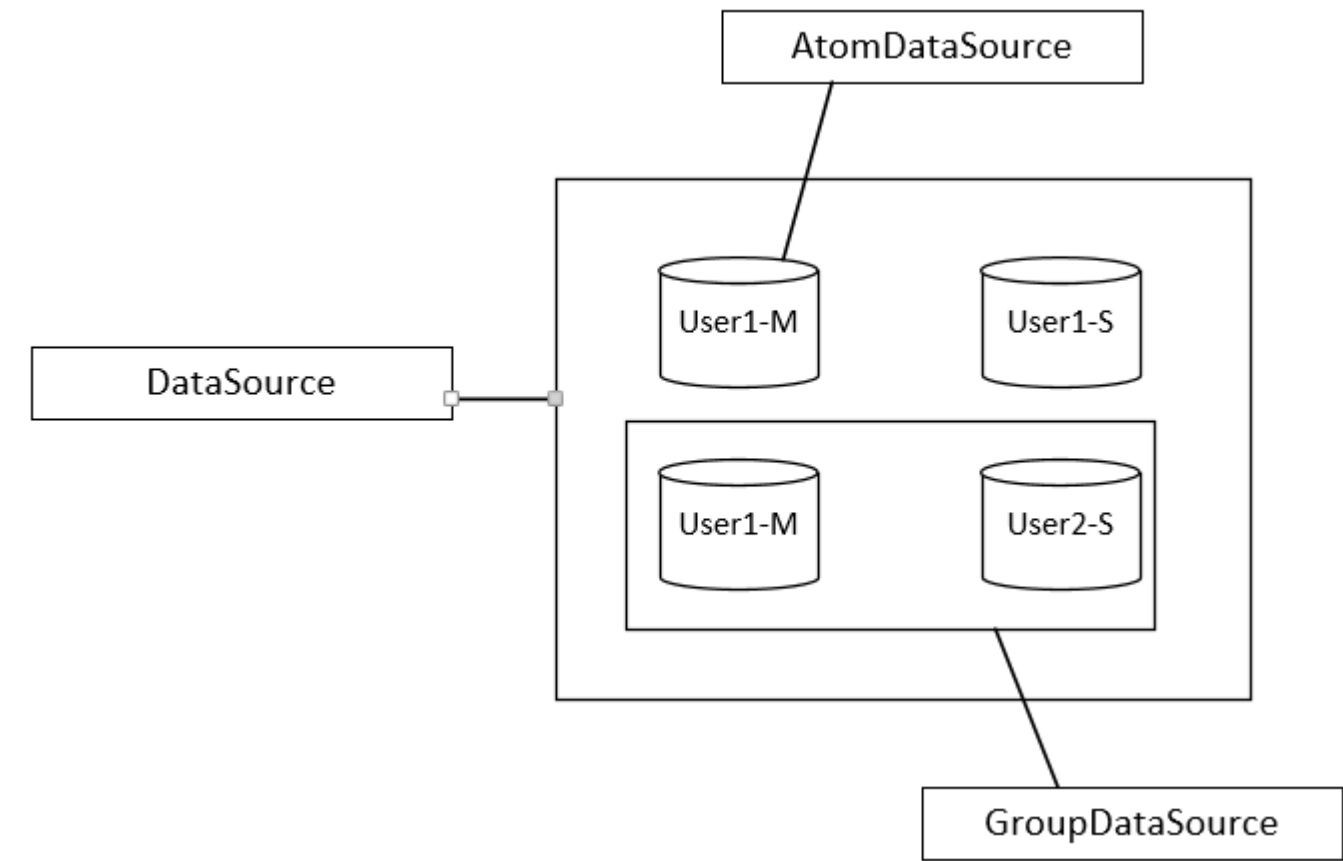 AtomDataSource
User1-M
User1-S
DataSource
User1-M
User2-S
GroupDataSource